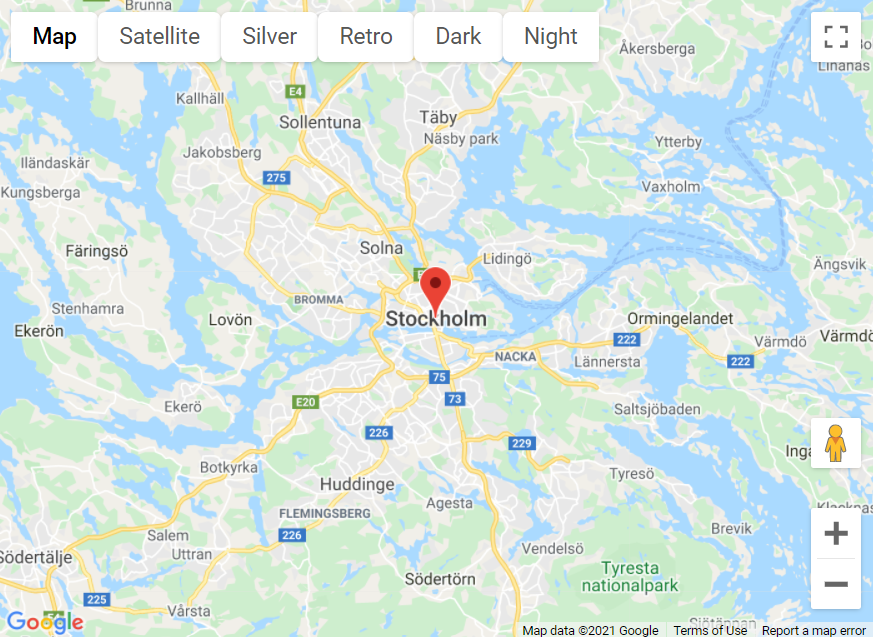 Brunna
Map
Satellite
Silver
Retro
Dark
Night
Åkersberga
Linanäs
Kallhäll
E4
Sollentuna
Täby
Näsby park
Ytterby
Jakobsberg
Iländaskär
275
Vaxholm
Kungsberga
Färingsö
Solna
Lidingö
Ängsvik
BROMMA
Stenhamra
Lovön
Stockholm
Ormingelandet
Ekerön
222
Värmdö
Värmdö
NACKA
Lännersta
222
75
E20
73
Ekerö
Saltsjöbaden
226
229
Botkyrka
Tyresö
Huddinge
Agesta
FLEMINGSBERG
Brevik
Salem
226
Uttran
Vendelsö
Södertälje
Tyresta
nationalpark
Södertörn
225
Vårsta
Google
Map data ©2021 Google
Terms of Use
Report a map error